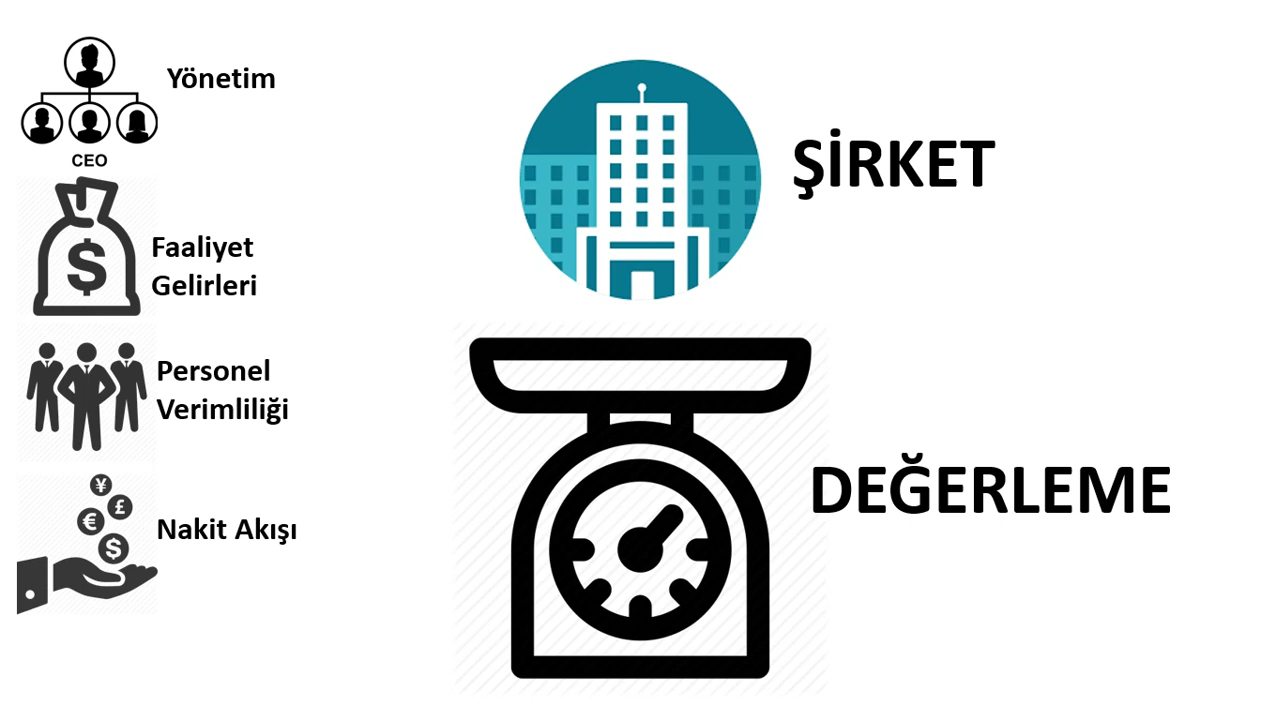 Yönetim
CEO
Faaliyet
Gelirleri
Personel
Verimliliği
Nakit Akışı
ŞİRKET
DEĞERLEME
$
¥
£
€
$